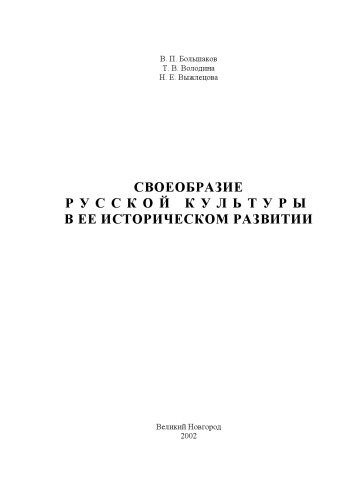 В. П. Большаков
Т. В. Володина
Н. Е. Выжлецова
СВОЕОБРАЗИЕ
РУССКОЙ КУЛЬТУРЫ
В ЕЕ ИСТОРИЧЕСКОМ РАЗВИТИИ
Великий Новгород
2002